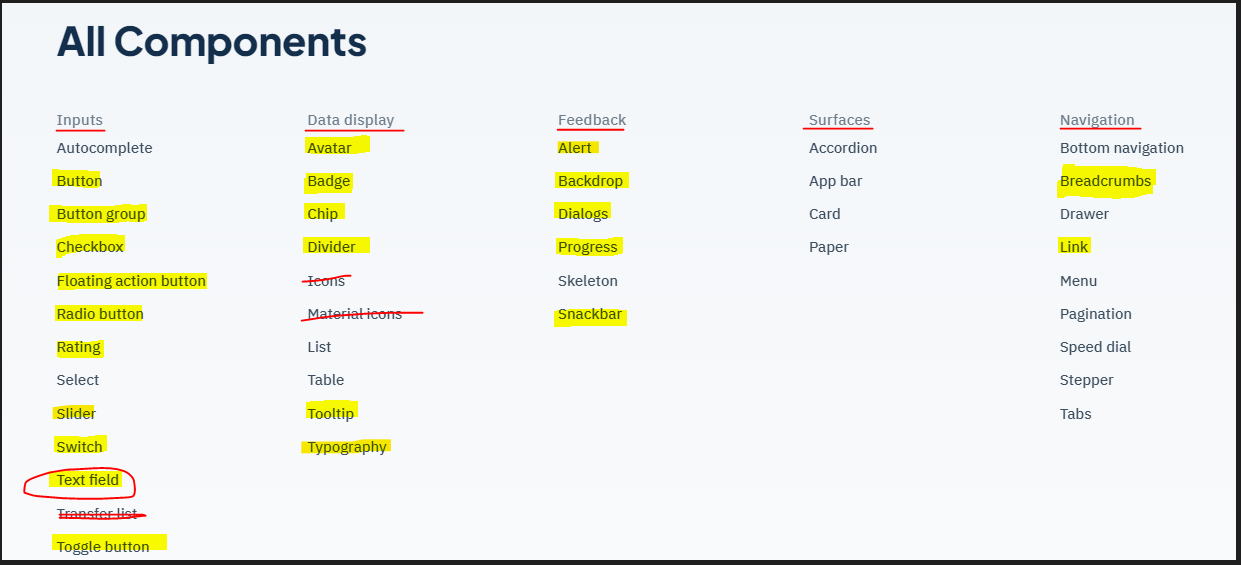 All Components
Inputs
Autocomplete
Button
Button group
Checkbox
Floating action button
Radio button
Rating
Select
Slider
Switch
Text field
Transfer list
Toggle button
Data display
Avatar
Badge
Chip
Divider
Icons
Material icons
List
Table
Tooltip
Typography
Feedback
Alert
Backdrop
Dialogs
Progress
Skeleton
Snackbar
Surfaces
Accordion
App bar
Card
Paper
Navigation
Bottom navigation
Breadcrumbs
Drawer
Link
Menu
Pagination
Speed dial
Stepper
Tabs